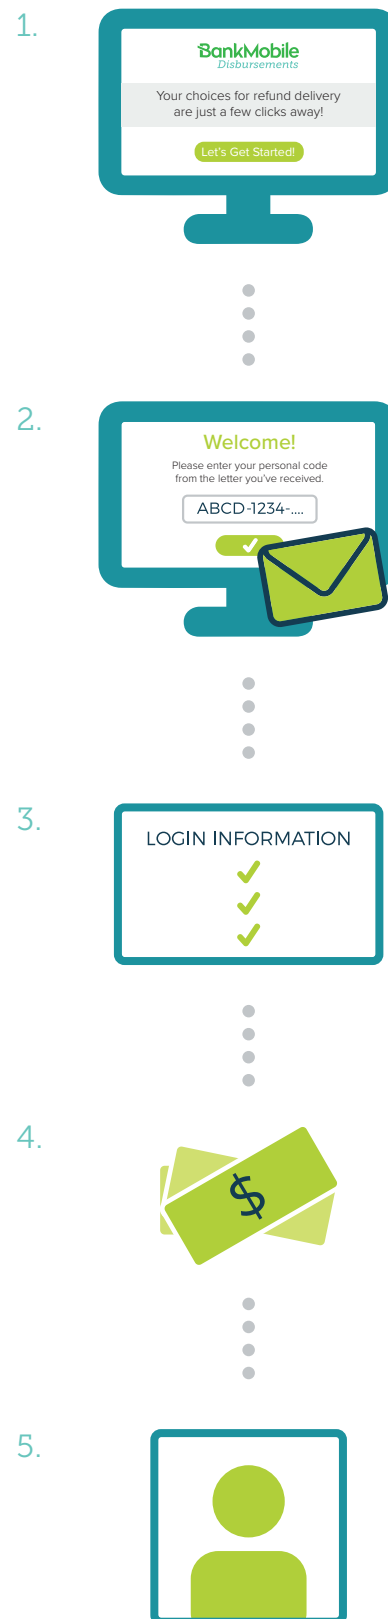 1.
BankMobile
Disbursements
Your choices for refund delivery
are just a few clicks away!
Let's Get Started!
2.
Welcome!
Please enter your personal code
from the letter you've received.
ABCD-1234-....
3.
LOGIN INFORMATION
4.
$
5.